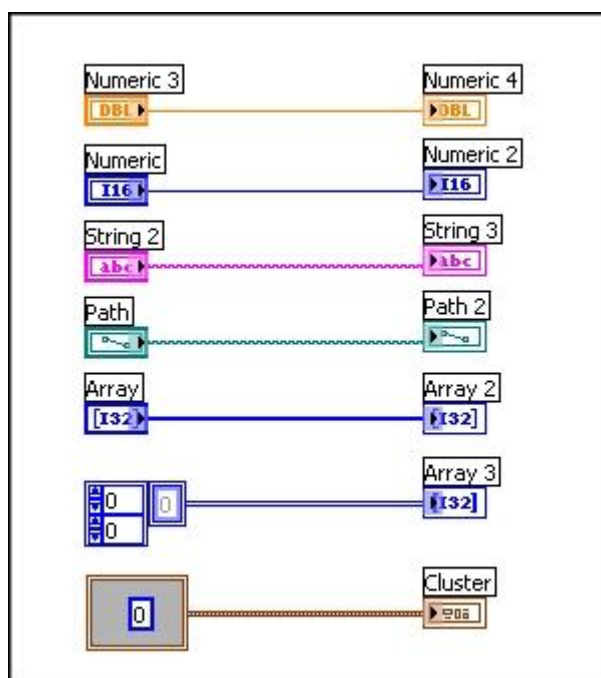 Numeric 3 Numeric 4
DBL DBL
Numeric Numeric 2
I16 I16
String 2 String 3
abc abc
Path Path 2
Array Array 2
[I32] [I32]
Array 3
0 0 [I32]
0
Cluster
0